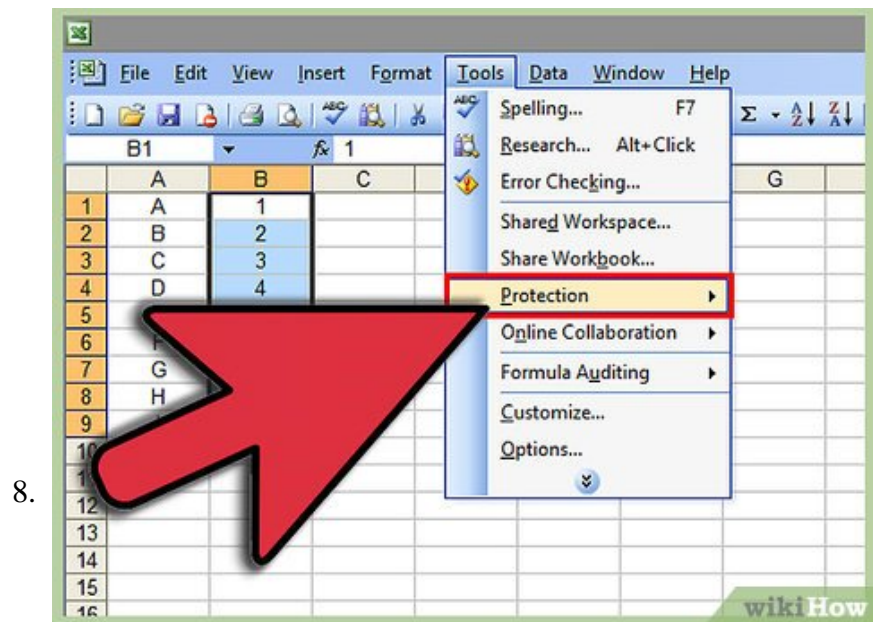 File Edit View Insert Format Tools Data Window Help
Spelling... F7
Σ
B1 fx 1
Research... Alt+Click
Error Checking...
A B C G
1 A 1
2 B 2
Shared Workspace...
3 C 3
Share Workbook...
4 D 4
Protection
5
6
Online Collaboration
7 G
Formula Auditing
8 H
9
Customize...
10
Options...
8.
12
13
14
15
16
wikiHow